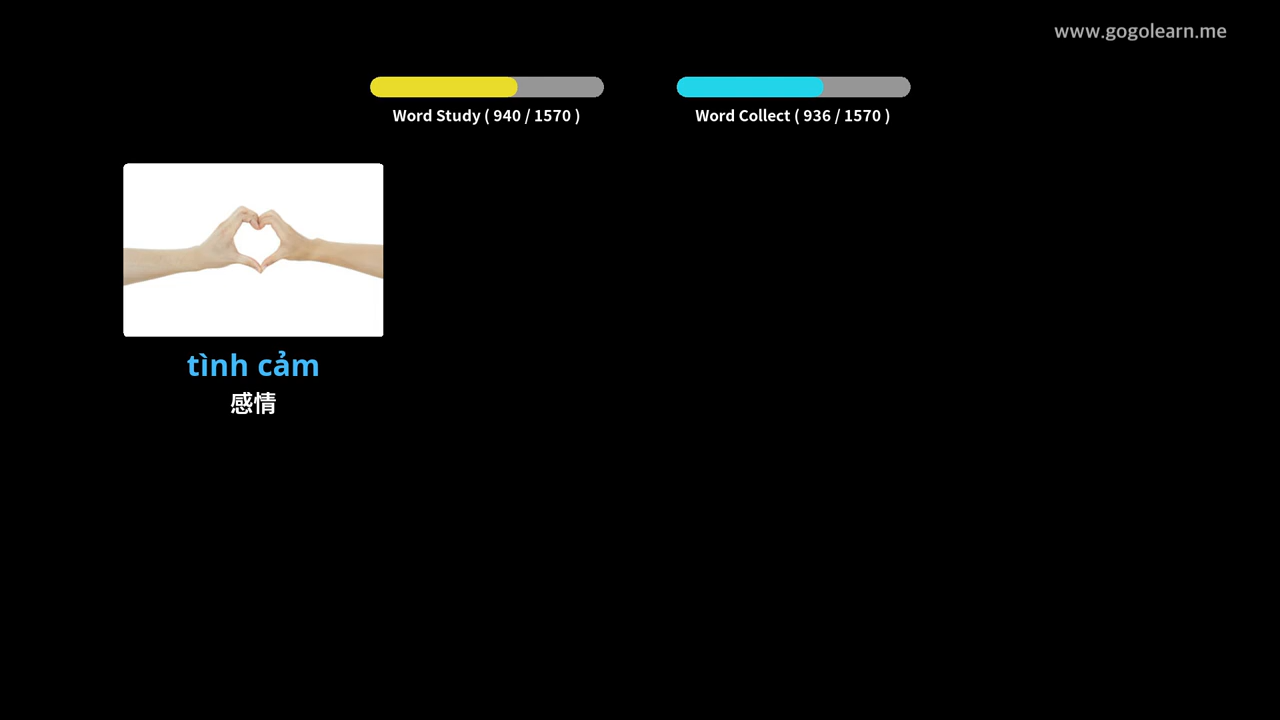 www.gogolearn.me
Word Study ( 940 / 1570 )
Word Collect ( 936 / 1570 )
tình cảm
感情